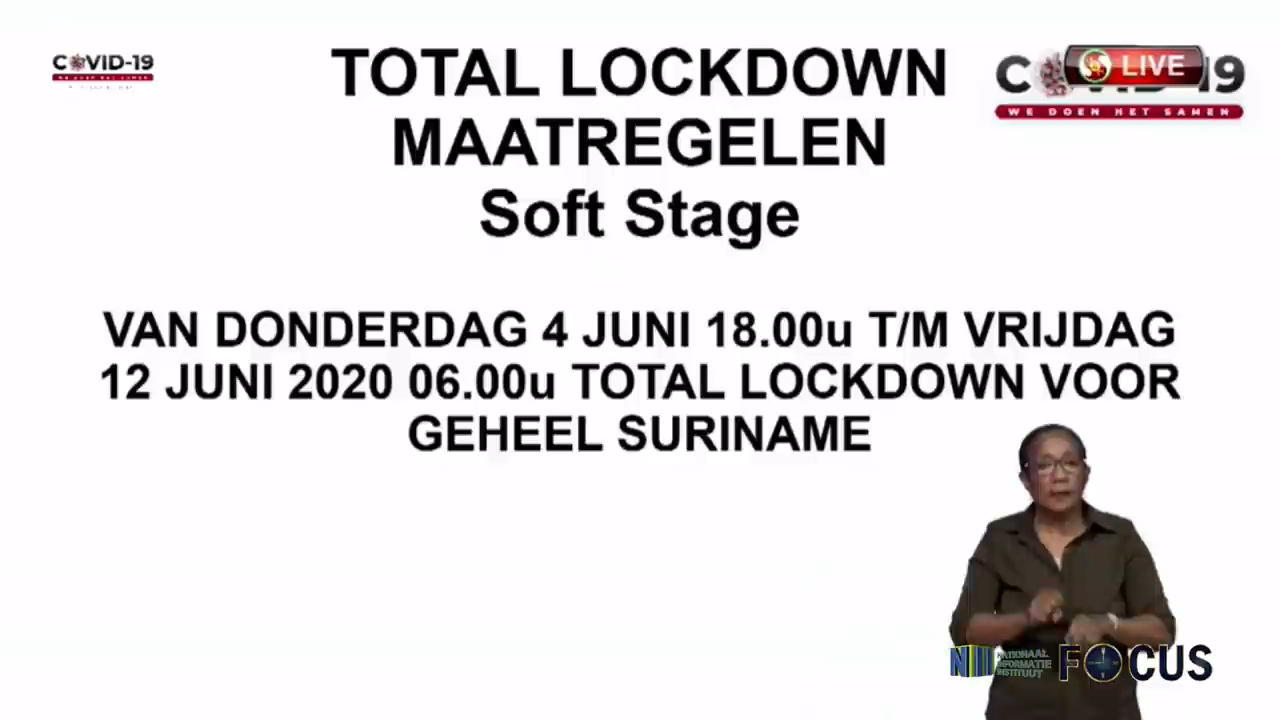 COVID-19
TOTAL LOCKDOWN
LIVE
WE DOEN HET SAMEN
MAATREGELEN
Soft Stage
VAN DONDERDAG 4 JUNI 18.00u T/M VRIJDAG
12 JUNI 2020 06.00u TOTAL LOCKDOWN VOOR
GEHEEL SURINAME
NATIONAAL
INFORMATIE
INSTITUUT
FOCUS